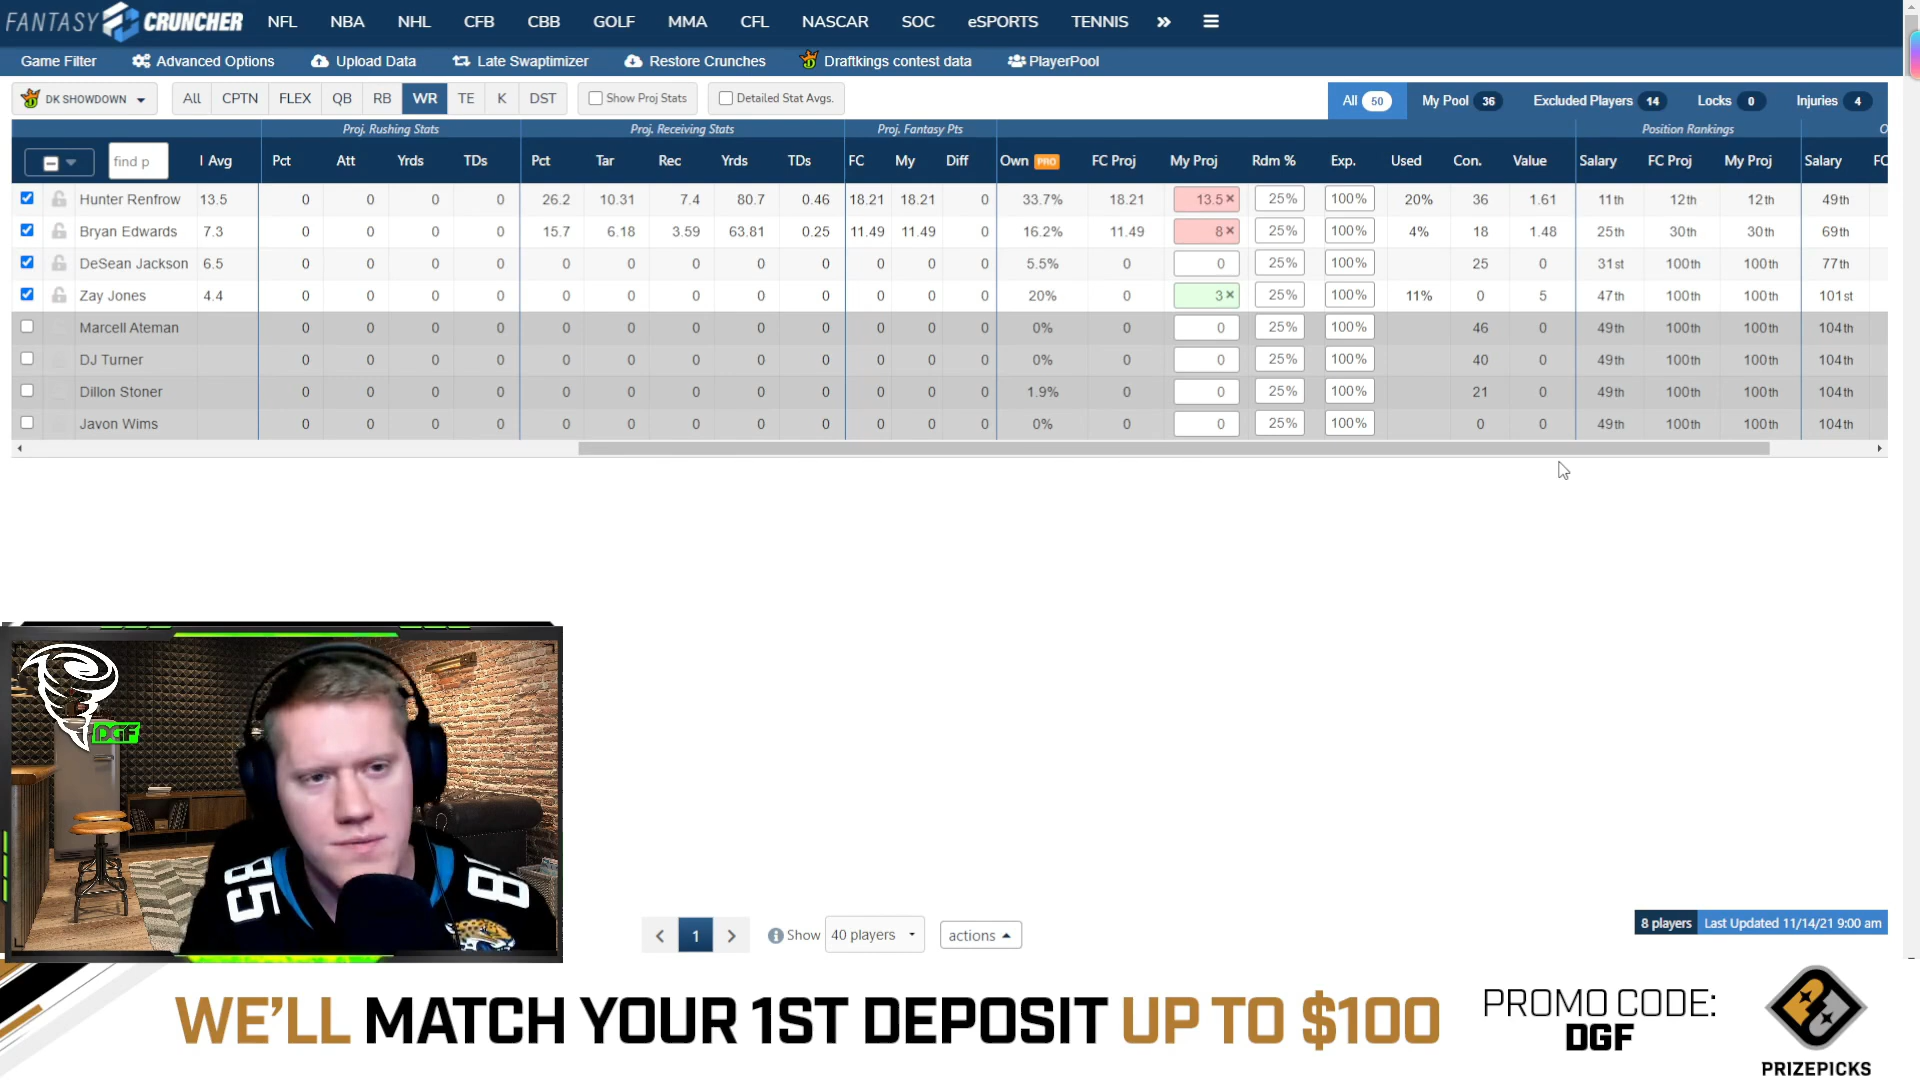 FANTASY CRUNCHER NFL NBA NHL CFB CBB GOLF MMA CFL NASCAR SOC eSPORTS TENNIS
Game Filter Advanced Options Upload Data Late Swaptimizer Restore Crunches Draftkings contest data PlayerPool
DK SHOWDOWN All CPTN FLEX QB RB WR TE K DST Show Proj Stats Detailed Stat Avgs. All 50 My Pool 36 Excluded Players 14 Locks 0 Injuries 4
Proj. Rushing Stats Proj. Receiving Stats Proj. Fantasy Pts Position Rankings O
find p l Avg Pct Att Yrds TDs Pct Tar Rec Yrds TDs FC My Diff Own PRO FC Proj My Proj Rdm % Exp. Used Con. Value Salary FC Proj My Proj Salary FC
Hunter Renfrow 13.5 0 0 0 0 26.2 10.31 7.4 80.7 0.46 18.21 18.21 0 33.7% 18.21 13.5 × 25% 100% 20% 36 1.61 11th 12th 12th 49th
Bryan Edwards 7.3 0 0 0 0 15.7 6.18 3.59 63.81 0.25 11.49 11.49 0 16.2% 11.49 8 × 25% 100% 4% 18 1.48 25th 30th 30th 69th
DeSean Jackson 6.5 0 0 0 0 0 0 0 0 0 0 0 0 5.5% 0 0 25% 100% 25 0 31st 100th 100th 77th
Zay Jones 4.4 0 0 0 0 0 0 0 0 0 0 0 0 20% 0 3 × 25% 100% 11% 0 5 47th 100th 100th 101st
Marcell Ateman 0 0 0 0 0 0 0 0 0 0 0 0 0% 0 0 25% 100% 46 0 49th 100th 100th 104th
DJ Turner 0 0 0 0 0 0 0 0 0 0 0 0 0% 0 0 25% 100% 40 0 49th 100th 100th 104th
Dillon Stoner 0 0 0 0 0 0 0 0 0 0 0 0 1.9% 0 0 25% 100% 21 0 49th 100th 100th 104th
Javon Wims 0 0 0 0 0 0 0 0 0 0 0 0 0% 0 0 25% 100% 0 0 49th 100th 100th 104th
DGF
85
8
8 players Last Updated 11/14/21 9:00 am
1 Show 40 players actions
WE'LL MATCH YOUR 1ST DEPOSIT UP TO $100
PROMO CODE:
DGF
PRIZEPICKS